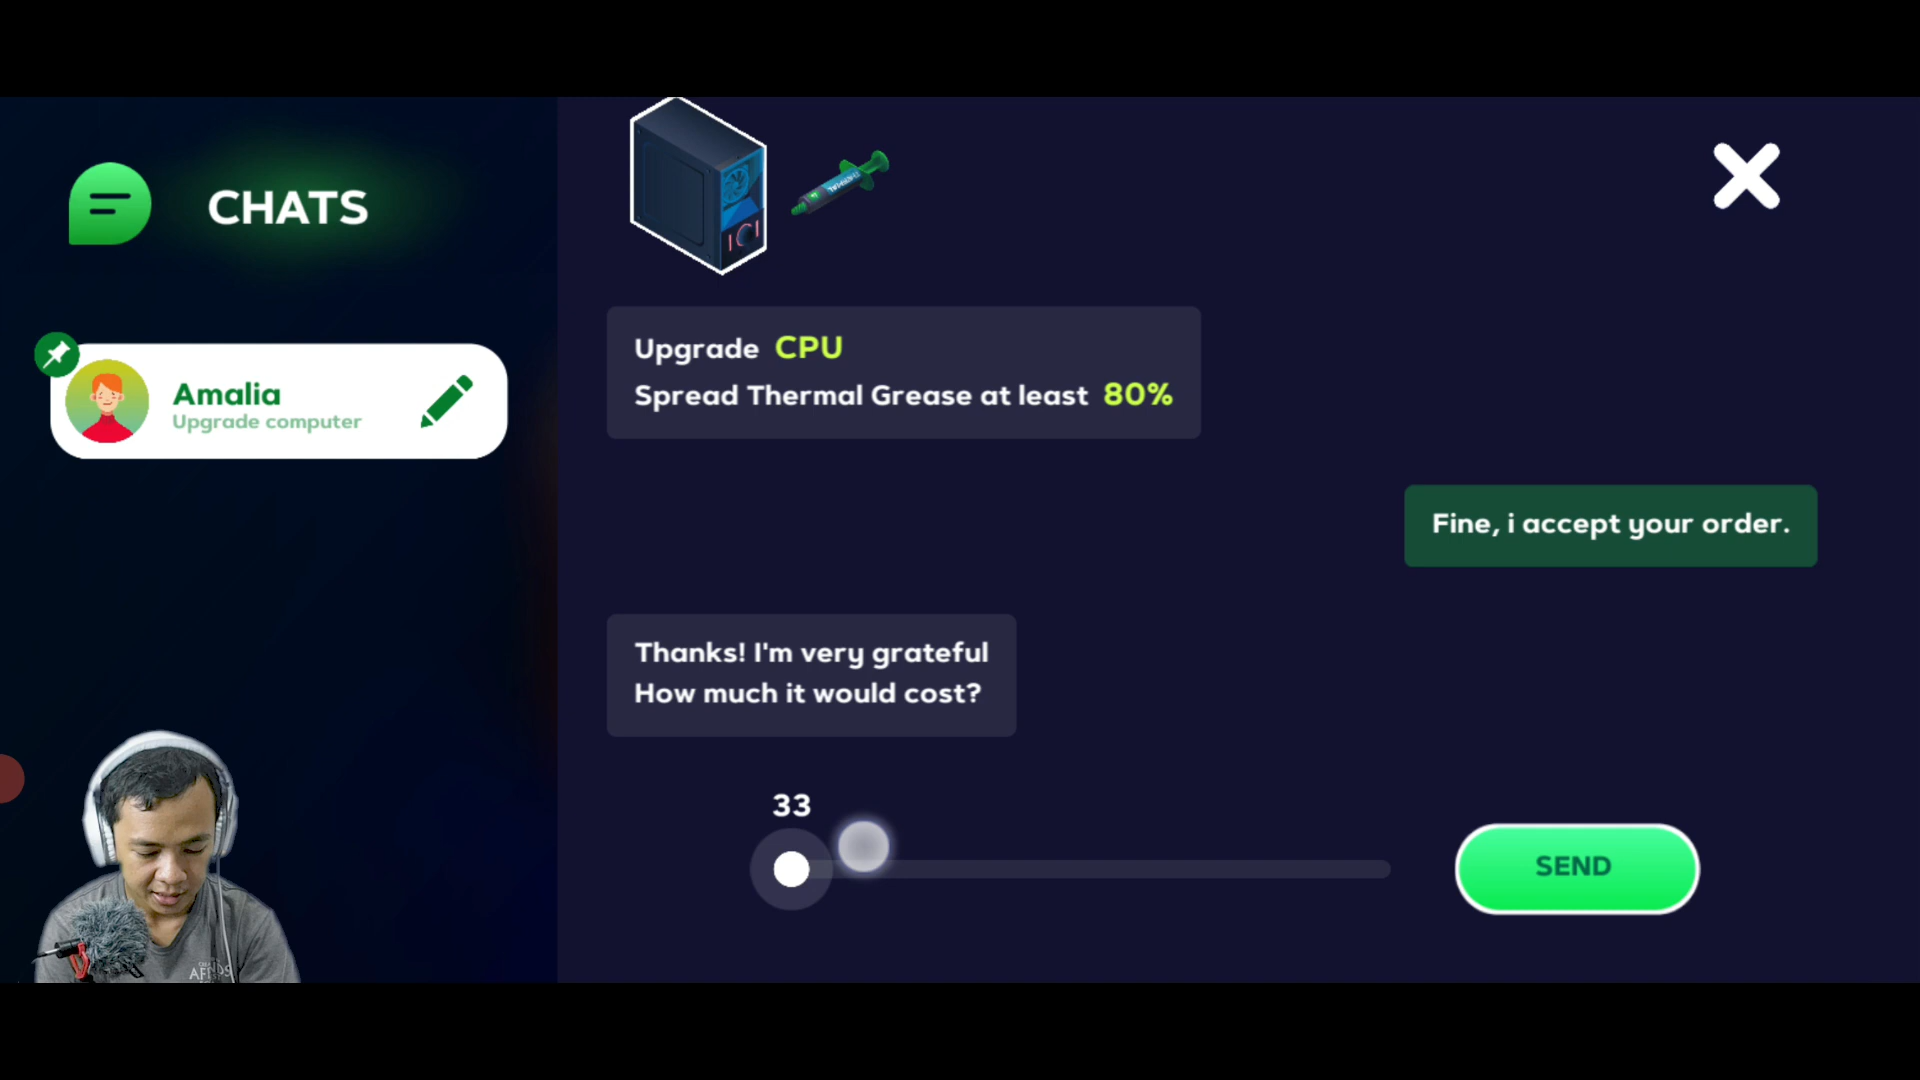 CHATS
Amalia
Upgrade computer
Upgrade CPU
Spread Thermal Grease at least 80%
Fine, i accept your order.
Thanks! I'm very grateful
How much it would cost?
33
SEND